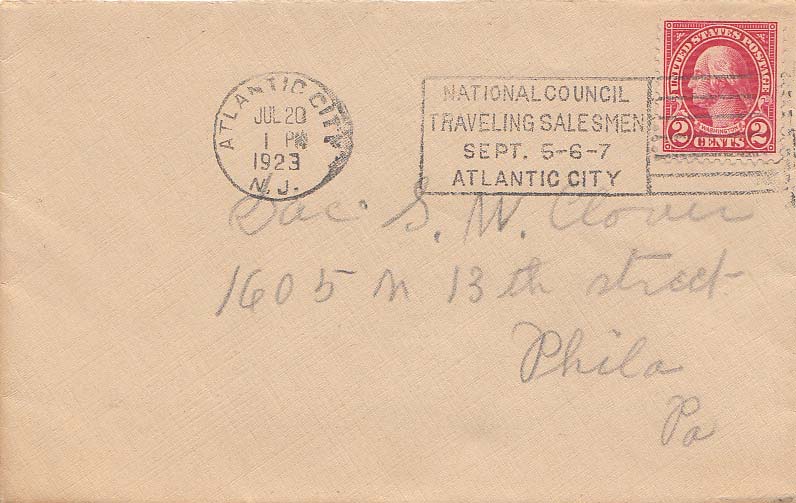 UNITED STATES POSTAGE
WASHINGTON
2 CENTS 2
ATLANTIC CITY
JUL 20
1 PM
1923
N.J.
NATIONAL COUNCIL
TRAVELING SALESMEN
SEPT. 5-6-7
ATLANTIC CITY
S. W. Clover
1605 N 13th street
Phila
Pa